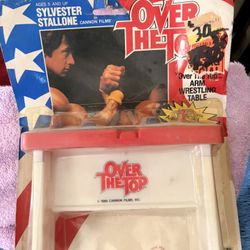 AGES 5 AND UP
SYLVESTER
STALLONE
IN CANNON FILMS'
OVER
THE TOP
"Over The Top"
ARM
WRESTLING
TABLE
OVER
THE TOP
© 1986 CANNON FILMS, INC.